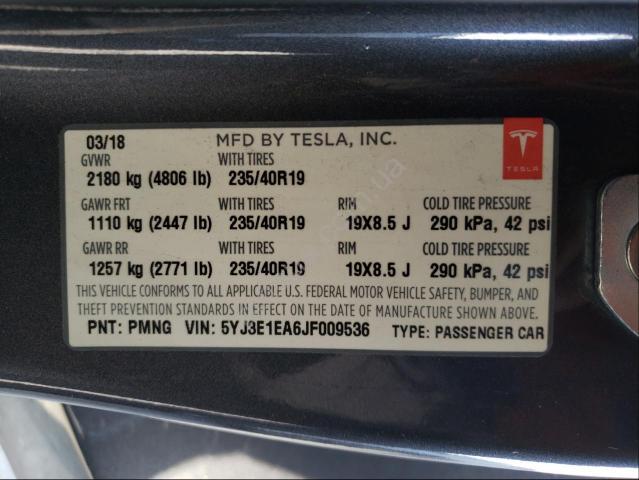 03/18 MFD BY TESLA, INC.
GVWR WITH TIRES
2180 kg (4806 lb) 235/40R19
GAWR FRT WITH TIRES RIM COLD TIRE PRESSURE
1110 kg (2447 lb) 235/40R19 19X8.5 J 290 kPa, 42 psi
GAWR RR WITH TIRES RIM COLD TIRE PRESSURE
1257 kg (2771 lb) 235/40R19 19X8.5 J 290 kPa, 42 psi
THIS VEHICLE CONFORMS TO ALL APPLICABLE U.S. FEDERAL MOTOR VEHICLE SAFETY, BUMPER, AND
THEFT PREVENTION STANDARDS IN EFFECT ON THE DATE OF MANUFACTURE SHOWN ABOVE.
PNT: PMNG VIN: 5YJ3E1EA6JF009536 TYPE: PASSENGER CAR
TESLA